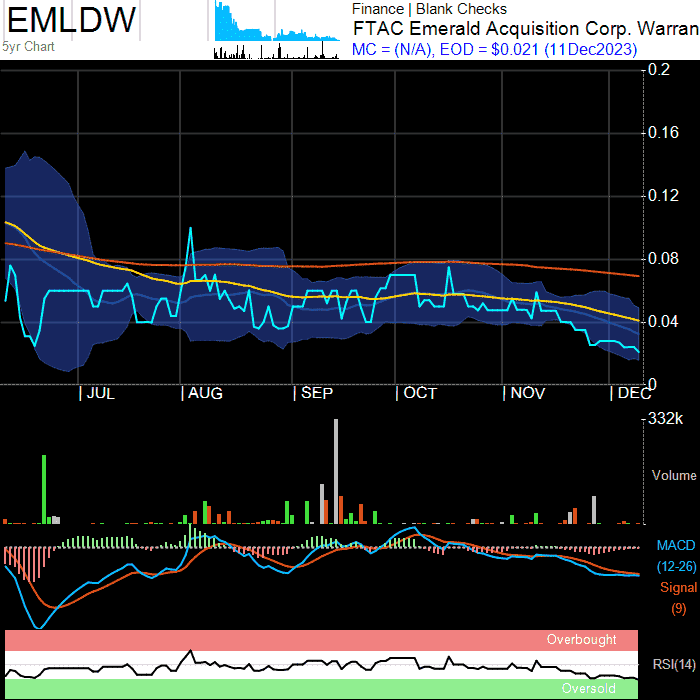 EMLDW
5yr Chart
Finance | Blank Checks
FTAC Emerald Acquisition Corp. Warran
MC = (N/A), EOD = $0.021 (11Dec2023)
0.2
0.16
0.12
0.08
0.04
0
JUL
AUG
SEP
OCT
NOV
DEC
332k
Volume
MACD
(12-26)
Signal
(9)
Overbought
RSI(14)
Oversold